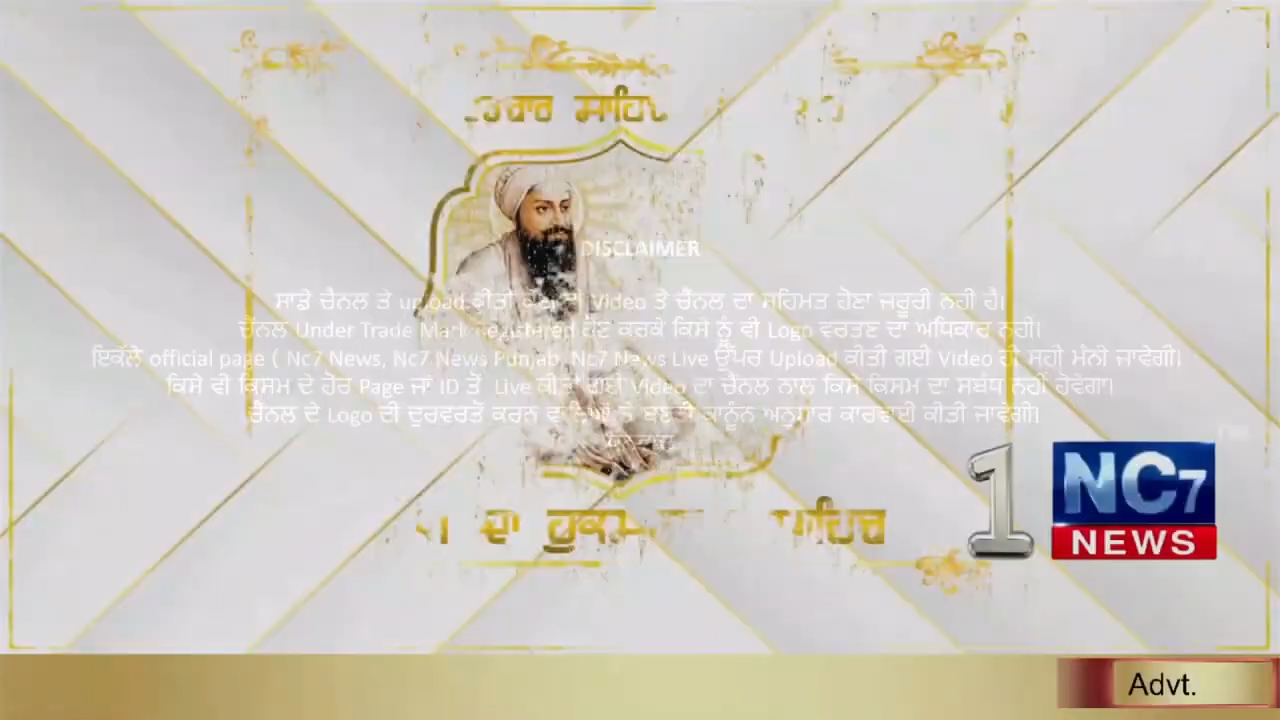 ਸਾਹਿਬ
DISCLAIMER
ਸਾਡੇ ਚੈਨਲ ਤੇ upload ਕੀਤੀ Video ਤੋਂ ਚੈਨਲ ਦਾ ਸਹਿਮਤ ਹੋਣਾ ਜਰੂਰੀ ਨਹੀ ਹੈ।
ਚੈਨਲ Under Trade Mark Registered ਹੋਣ ਕਰਕੇ ਕਿਸੇ ਨੂੰ ਵੀ Logo ਵਰਤਣ ਦਾ ਅਧਿਕਾਰ ਨਹੀ।
ਇਕੱਲੇ official page ( Nc7 News, Nc7 News Punjab, Nc7 News Live ਉੱਪਰ Upload ਕੀਤੀ ਗਈ Video ਹੀ ਸਹੀ ਮੰਨੀ ਜਾਵੇਗੀ।
ਕਿਸੇ ਵੀ ਕਿਸਮ ਦੇ ਹੋਰ Page ਜਾਂ ID ਤੋਂ Live ਕੀਤੀ ਗਈ Video ਦਾ ਚੈਨਲ ਨਾਲ ਕਿਸੇ ਕਿਸਮ ਦਾ ਸਬੰਧ ਨਹੀਂ ਹੋਵੇਗਾ।
ਚੈਨਲ ਦੇ Logo ਦੀ ਦੁਰਵਰਤੋਂ ਕਰਨ ਕਾਨੂੰਨ ਅਨੁਸਾਰ ਕਾਰਵਾਈ ਕੀਤੀ ਜਾਵੇਗੀ।
ਦਾ
1 NC7
NEWS
Advt.